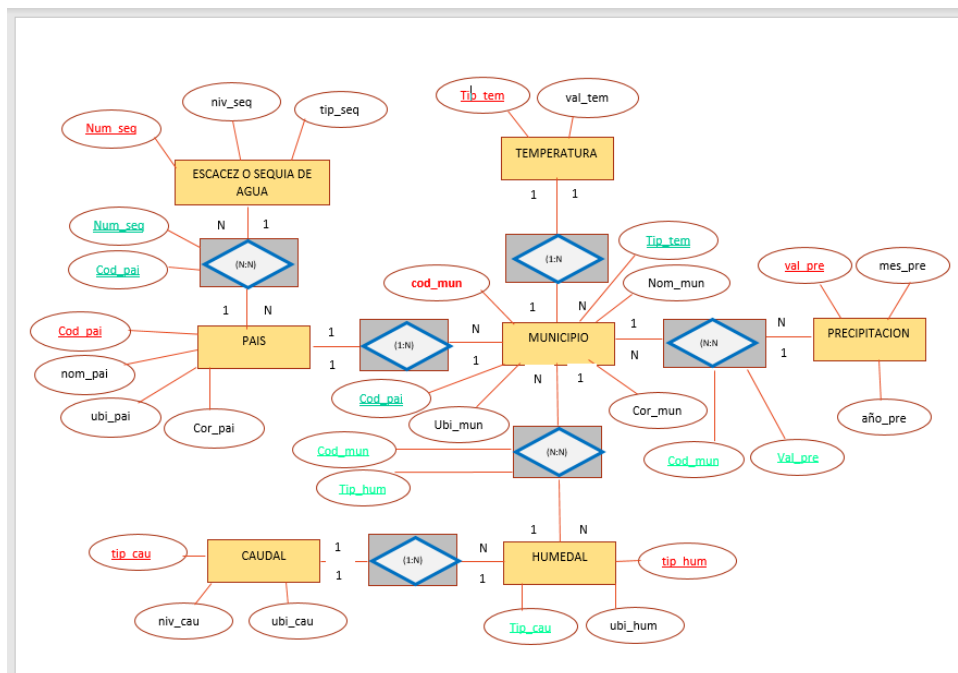 Tip_tem
val_tem
niv_seq
tip_seq
Num_seq
TEMPERATURA
ESCACEZ O SEQUIA DE
AGUA
1
1
N
1
Num_seq
(N:N)
Cod_pai
(1:N
Tip_tem
val_pre
mes_pre
cod_mun
Nom_mun
1
N
1
N
Cod_pai
PAIS
1
1
(1:N)
N
1
MUNICIPIO
1
N
(N:N
N
1
PRECIPITACION
nom_pai
ubi_pai
Cor_pai
Cod_pai
Ubi_mun
N
1
Cor_mun
año_pre
Cod_mun
(N:N)
Tip_hum
Cod_mun
Val_pre
1
N
tip_cau
CAUDAL
1
1
(1:N)
N
1
HUMEDAL
tip_hum
niv_cau
ubi_cau
Tip_cau
ubi_hum